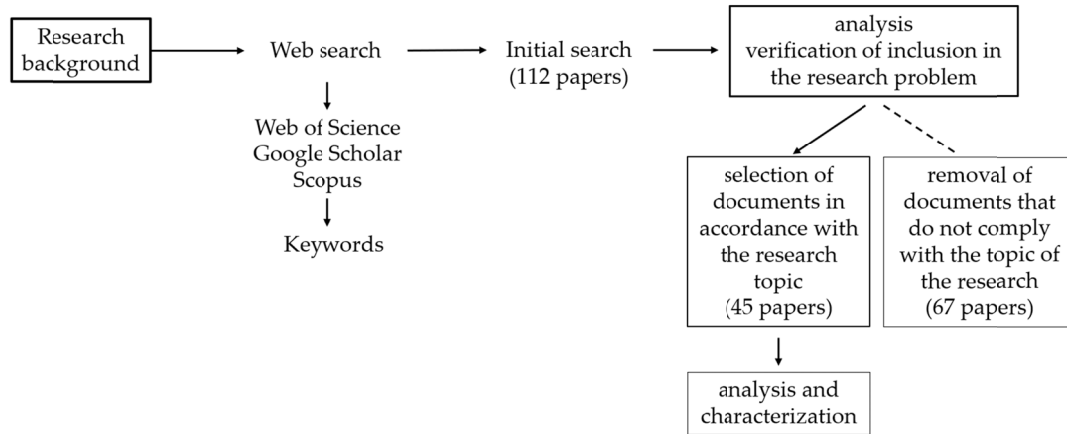 Research
background
Web search
Initial search
(112 papers)
analysis
verification of inclusion in
the research problem
Web of Science
Google Scholar
Scopus
Keywords
selection of
documents in
accordance with
the research
topic
(45 papers)
removal of
documents that
do not comply
with the topic of
the research
(67 papers)
analysis and
characterization